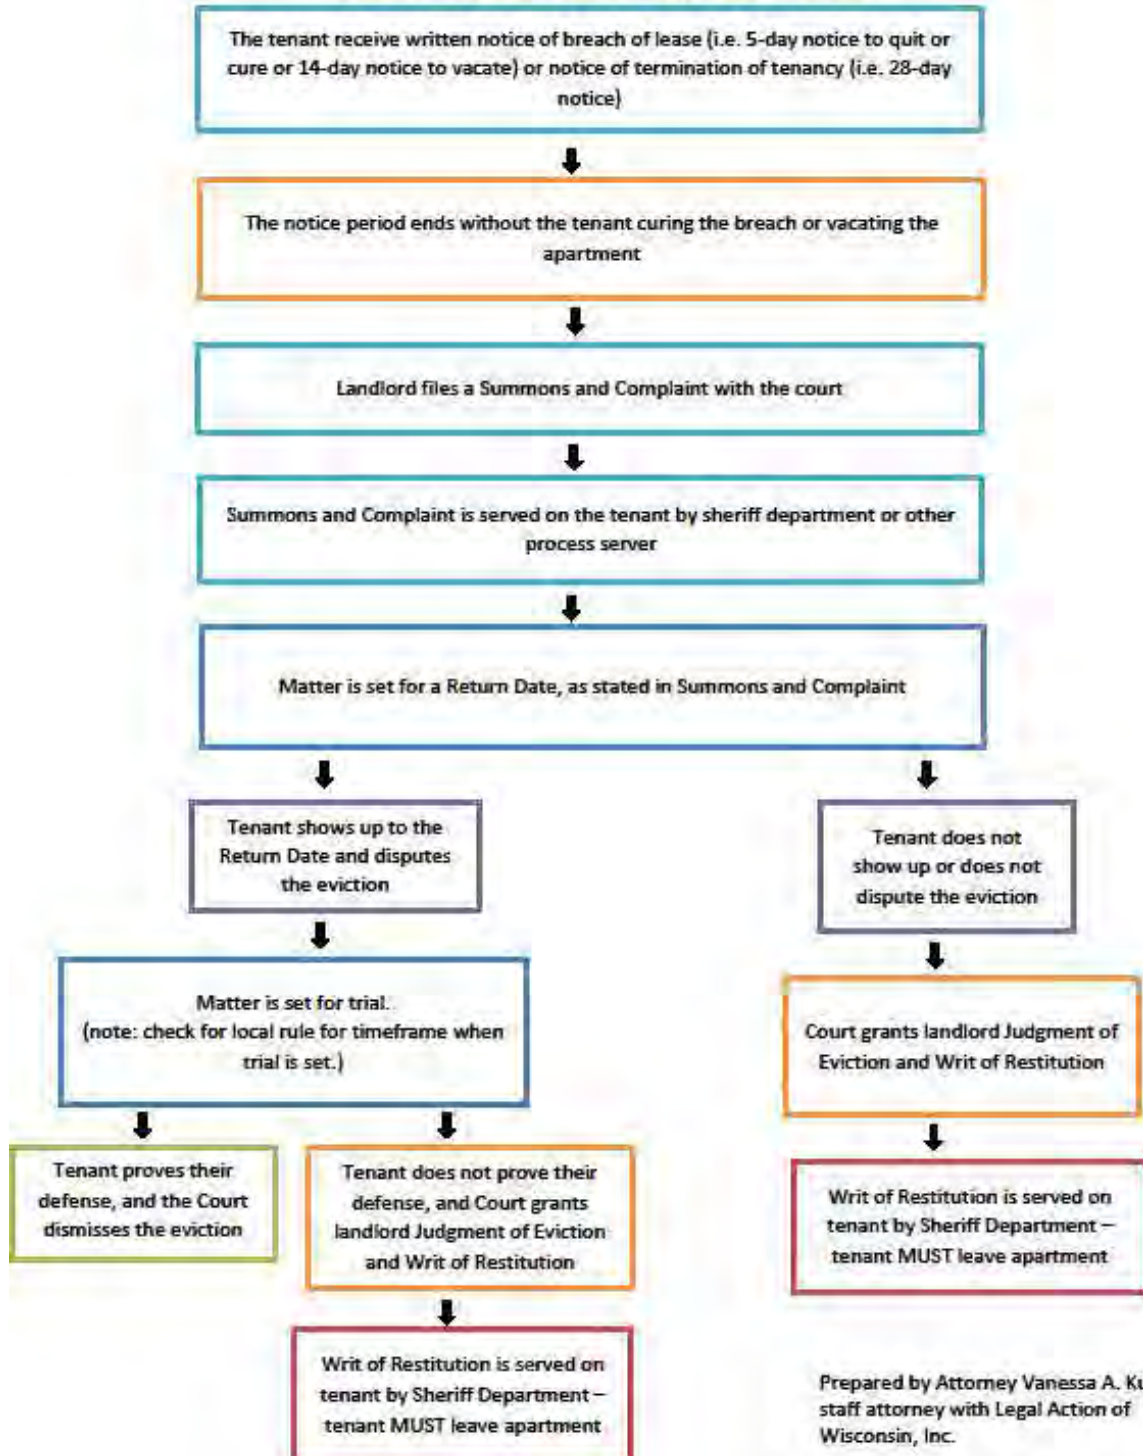 The tenant receive written notice of breach of lease (i.e. 5-day notice to quit or
cure or 14-day notice to vacate) or notice of termination of tenancy (i.e. 28-day
notice)
The notice period ends without the tenant curing the breach or vacating the
apartment
Landlord files a Summons and Complaint with the court
Summons and Complaint is served on the tenant by sheriff department or other
process server
Matter is set for a Return Date, as stated in Summons and Complaint
Tenant shows up to the
Return Date and disputes
the eviction
Matter is set for trial.
(note: check for local rule for timeframe when
trial is set.)
Tenant proves their
defense, and the Court
dismisses the eviction
Tenant does not prove their
defense, and Court grants
landlord Judgment of Eviction
and Writ of Restitution
Writ of Restitution is served on
tenant by Sheriff Department –
tenant MUST leave apartment
Tenant does not
show up or does not
dispute the eviction
Court grants landlord Judgment of
Eviction and Writ of Restitution
Writ of Restitution is served on
tenant by Sheriff Department –
tenant MUST leave apartment
Prepared by Attorney Vanessa A.
staff attorney with Legal Action of
Wisconsin, Inc.